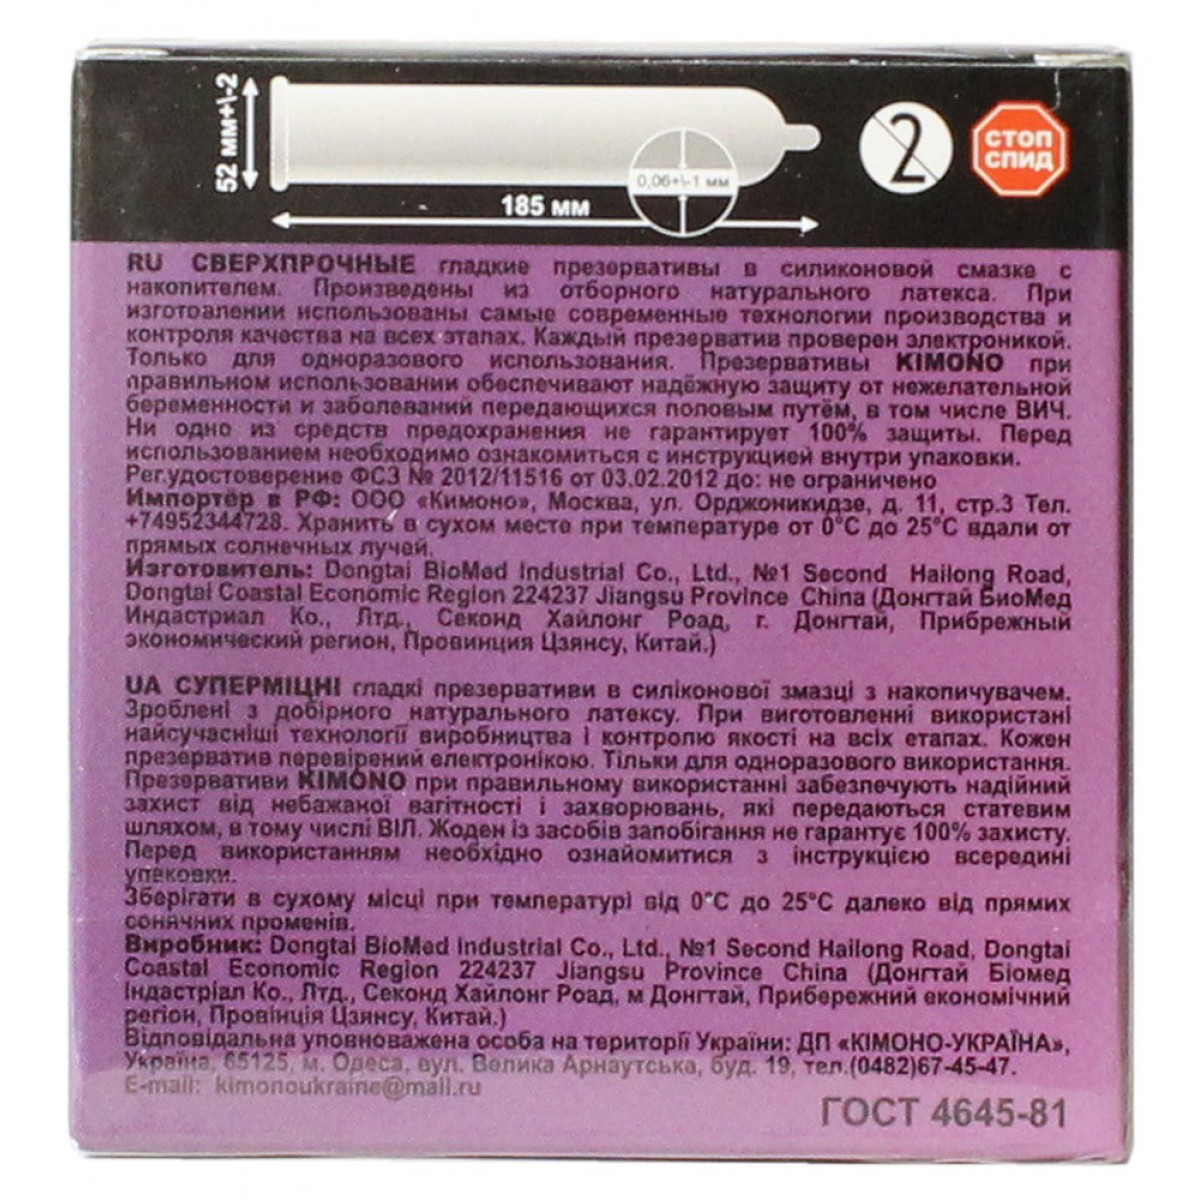 52 мм+\-2
0,06+\-1 мм
185 мм
2
СТОП
СПИД
RU СВЕРХПРОЧНЫЕ гладкие презервативы в силиконовой смазке с
накопителем. Произведены из отборного натурального латекса. При
изготовлении использованы самые современные технологии производства и
контроля качества на всех этапах. Каждый презерватив проверен электроникой.
Только для одноразового использования. Презервативы KIMONO при
правильном использовании обеспечивают надёжную защиту от нежелательной
беременности и заболеваний передающихся половым путём, в том числе ВИЧ.
Ни одно из средств предохранения не гарантирует 100% защиты. Перед
использованием необходимо ознакомиться с инструкцией внутри упаковки.
Рег.удостоверение ФСЗ № 2012/11516 от 03.02.2012 до: не ограничено
Импортёр в РФ: ООО «Кимоно», Москва, ул. Орджоникидзе, д. 11, стр.3 Тел.
+74952344728. Хранить в сухом месте при температуре от 0°C до 25°C вдали от
прямых солнечных лучей.
Изготовитель: Dongtai BioMed Industrial Co., Ltd., №1 Second Hailong Road,
Dongtai Coastal Economic Region 224237 Jiangsu Province China (Донгтай БиоМед
Индастриал Ко., Лтд., Секонд Хайлонг Роад, г. Донгтай, Прибрежный
экономический регион, Провинция Цзянсу, Китай.)
UA СУПЕРМІЦНІ гладкі презервативи в силіконової змазці з накопичувачем.
Зроблені з добірного натурального латексу. При виготовленні використані
найсучасніші технології виробництва і контролю якості на всіх етапах. Кожен
презерватив перевірений електронікою. Тільки для одноразового використання.
Презервативи KIMONO при правильному використанні забезпечують надійний
захист від небажаної вагітності і захворювань, які передаються статевим
шляхом, в тому числі ВІЛ. Жоден із засобів запобігання не гарантує 100% захисту.
Перед використанням необхідно ознайомитися з інструкцією всередині
упаковки.
Зберігати в сухому місці при температурі від 0°C до 25°C далеко від прямих
сонячних променів.
Виробник: Dongtai BioMed Industrial Co., Ltd., №1 Second Hailong Road, Dongtai
Coastal Economic Region 224237 Jiangsu Province China (Донгтай Біомед
Індастріал Ко., Лтд., Секонд Хайлонг Роад, м Донгтай, Прибережний економічний
регіон, Провінція Цзянсу, Китай.)
Відповідальна уповноважена особа на території України: ДП «КІМОНО-УКРАЇНА»,
Україна, 65125, м. Одеса, вул. Велика Арнаутська, буд. 19, тел.(0482)67-45-47.
E-mail: kimonoukraine@mail.ru
ГОСТ 4645-81